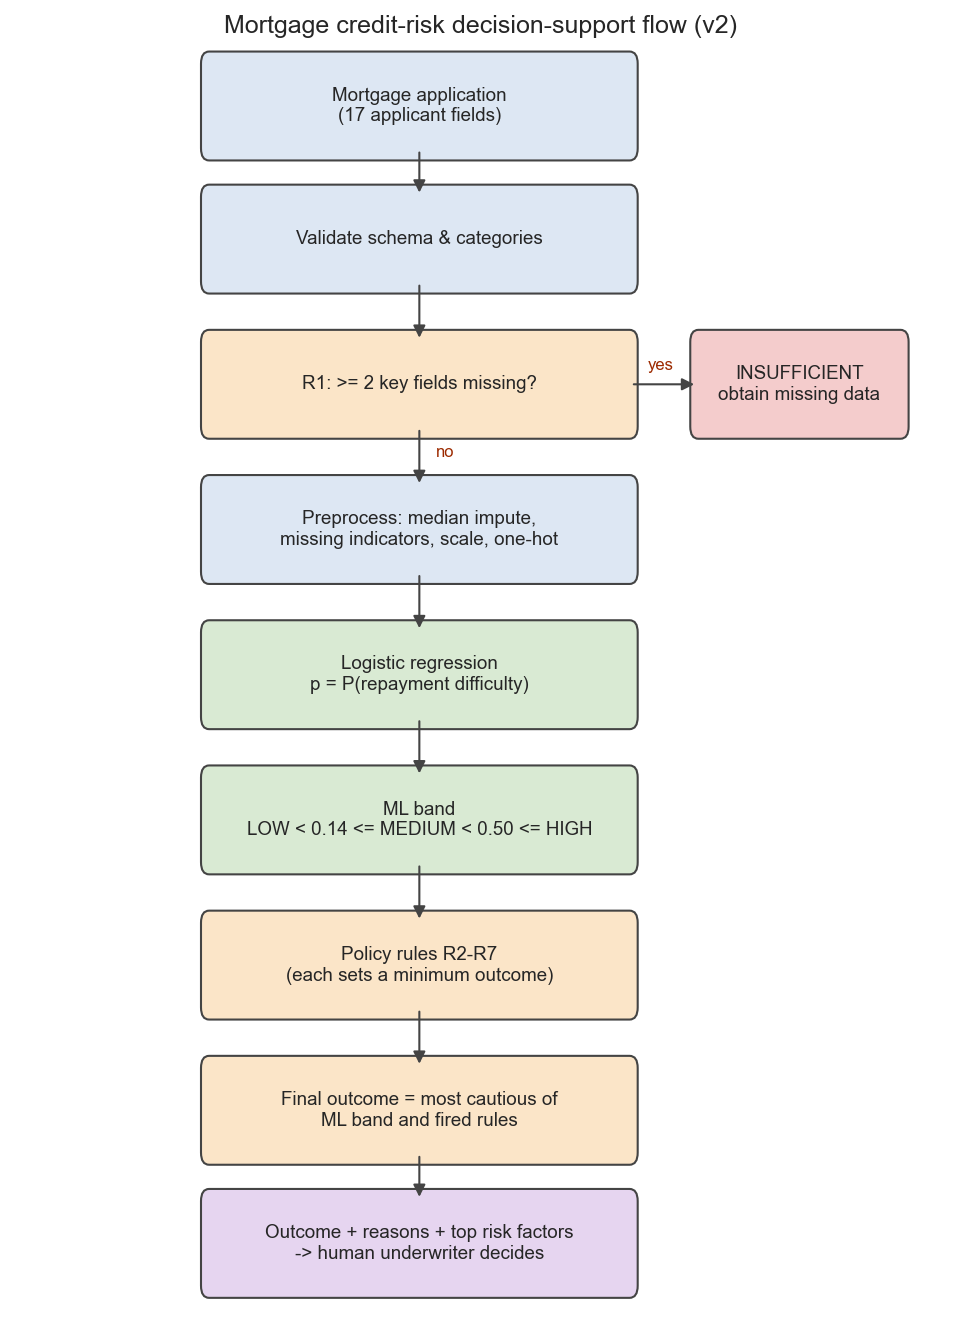 Mortgage credit-risk decision-support flow (v2)
Mortgage application
(17 applicant fields)
Validate schema & categories
R1: >= 2 key fields missing?
yes
INSUFFICIENT
obtain missing data
no
Preprocess: median impute,
missing indicators, scale, one-hot
Logistic regression
p = P(repayment difficulty)
ML band
LOW < 0.14 <= MEDIUM < 0.50 <= HIGH
Policy rules R2-R7
(each sets a minimum outcome)
Final outcome = most cautious of
ML band and fired rules
Outcome + reasons + top risk factors
-> human underwriter decides